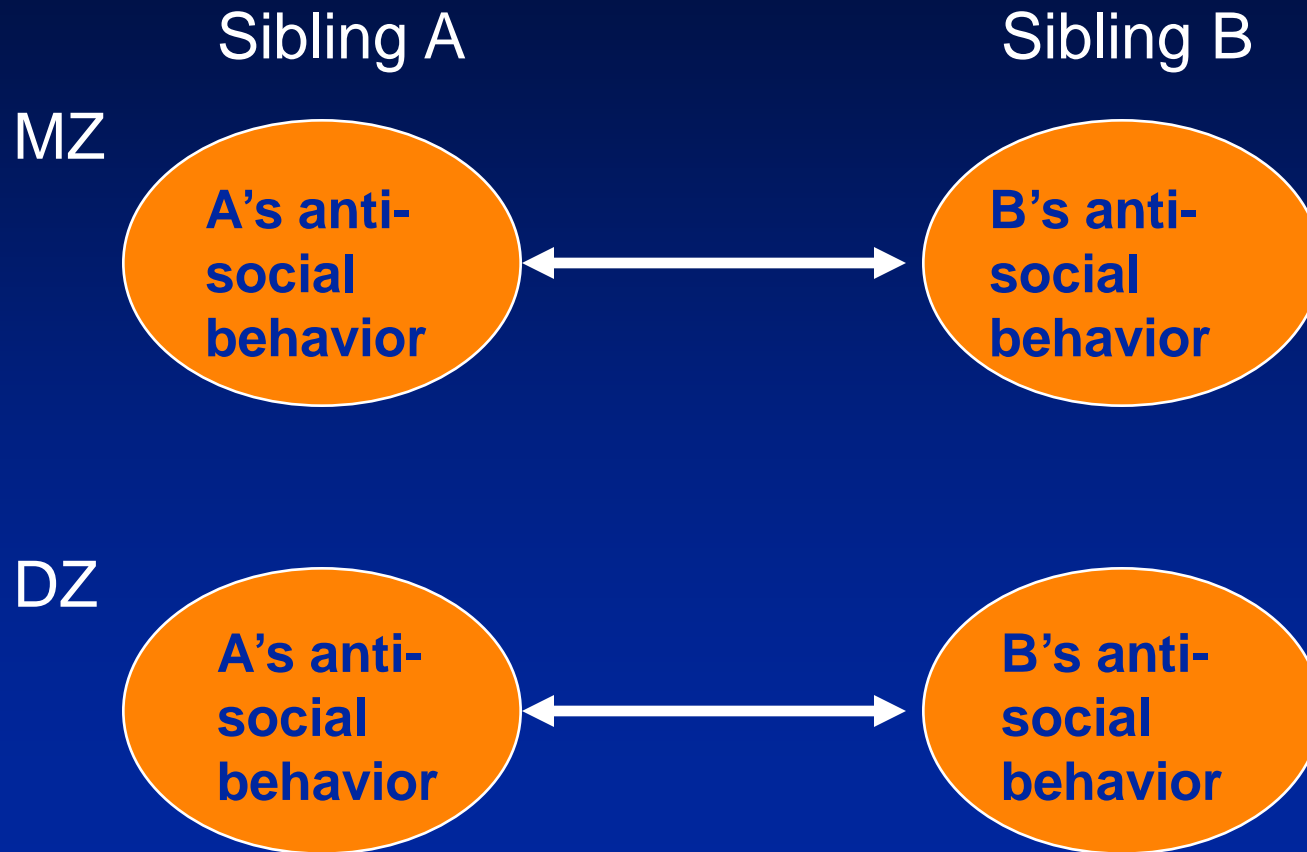 Sibling A
Sibling B
MZ
A’s anti-
social
behavior
B’s anti-
social
behavior
DZ
A’s anti-
social
behavior
B’s anti-
social
behavior